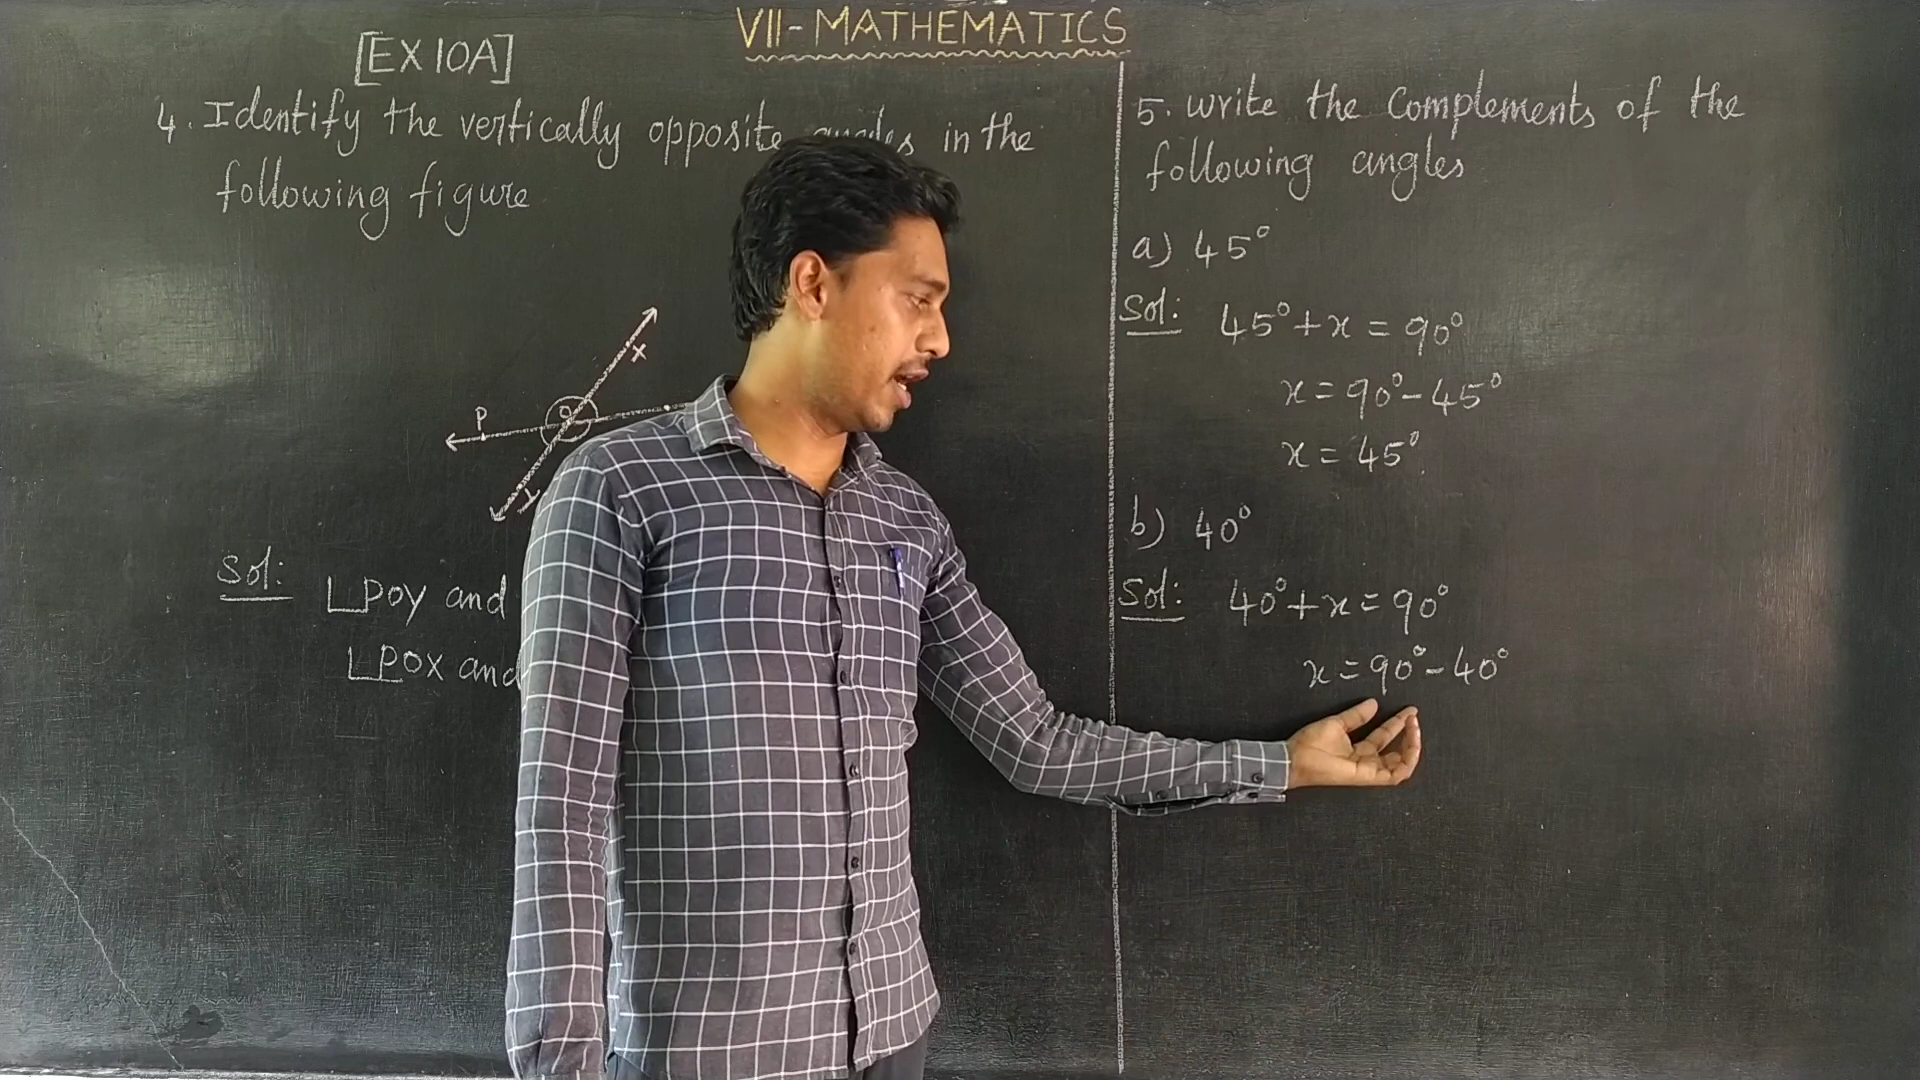 VII-MATHEMATICS
[EX 10A]
4. Identify the vertically opposite angles in the
following figure
X
P
O
Y
Sol:
∟POY and
∟POX and
5. write the Complements of the
following angles
a) 45°
Sol: 45° + x = 90°
x = 90° - 45°
x = 45°.
b) 40°
Sol: 40° + x = 90°
x = 90° - 40°